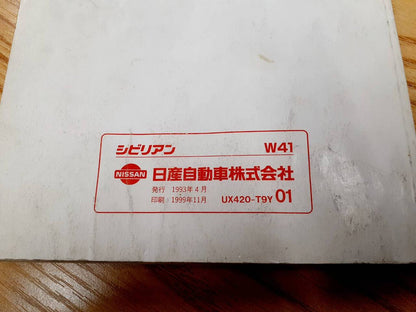 シビリアン W41
NISSAN 日産自動車株式会社
発行 1993年4月
印刷:1999年11月 UX420-T9Y 01